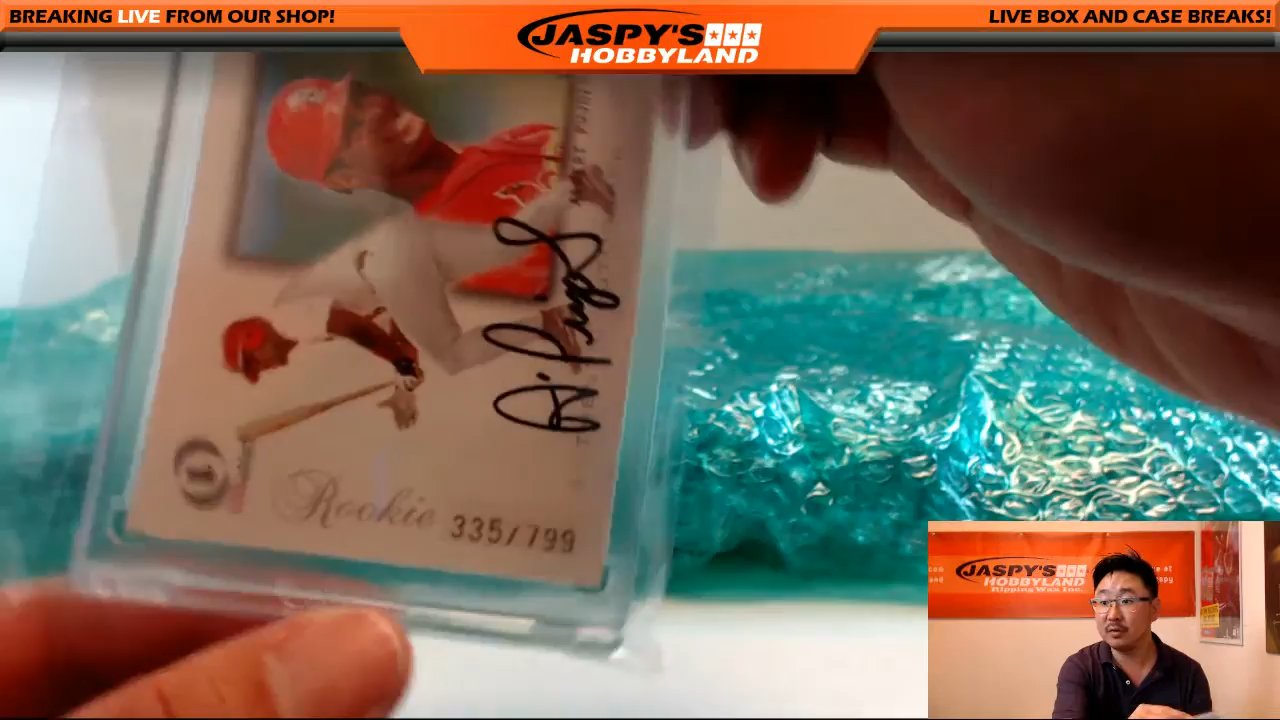 BREAKING LIVE FROM OUR SHOP!
JASPY'S
HOBBYLAND
LIVE BOX AND CASE BREAKS!
A. Pujols
Rookie 335/799
JASPY'S
HOBBYLAND
Ripping Wax Inc.